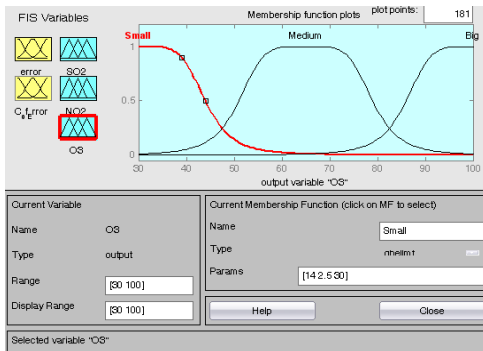 FIS Variables
Membership function plots
plot points:
181
Small
Medium
Big
1
0.5
0
30 40 50 60 70 80 90 100
output variable "OS"
error
SO2
NO2
OS
Current Variable
Name OS
Type output
Range [30 100]
Display Range [30 100]
Current Membership Function (click on MF to select)
Name Small
Type gbellmf
Params [14 2.5 30]
Help
Close
Selected variable "OS"